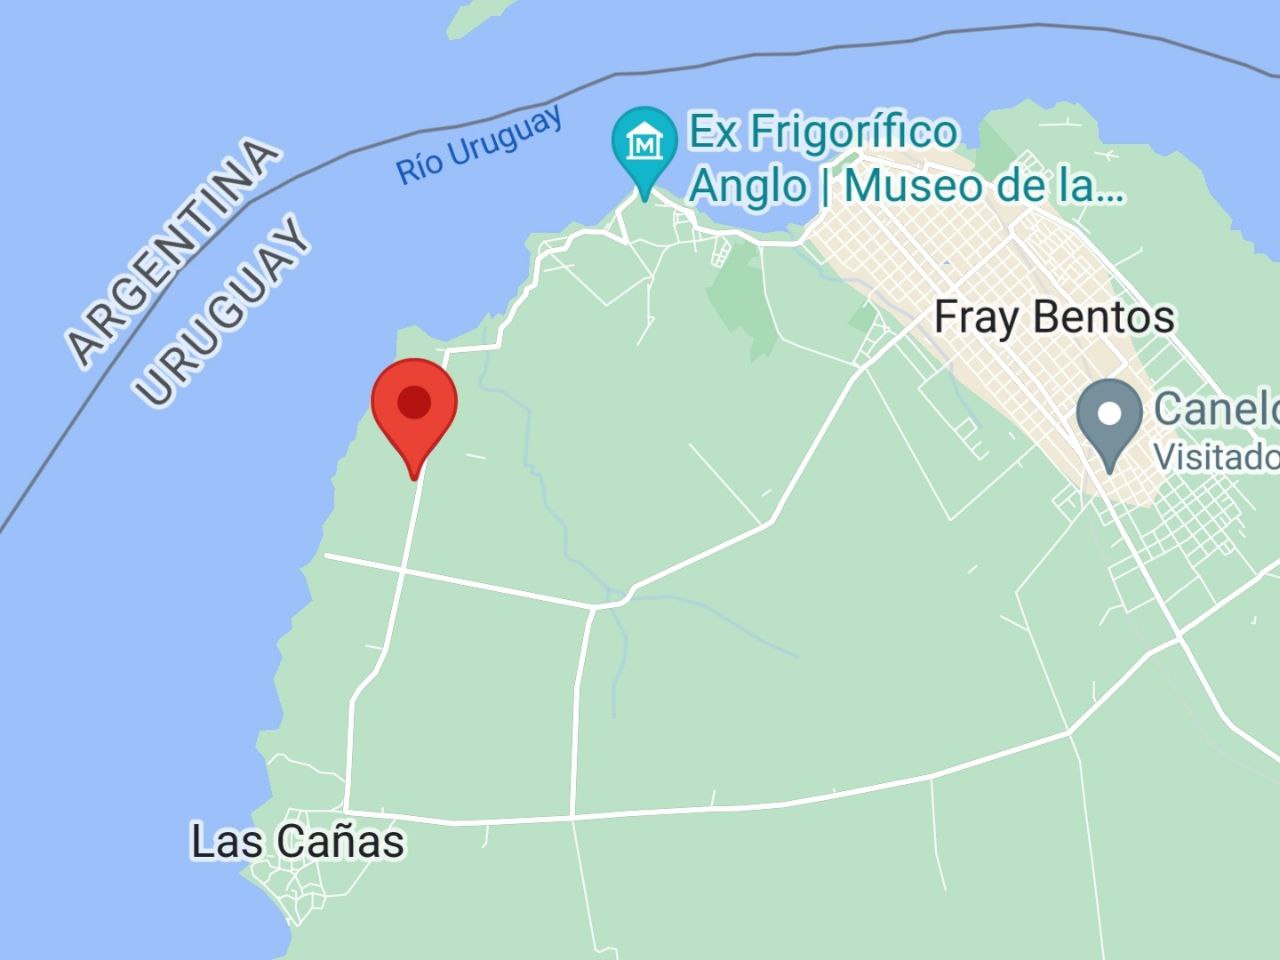 Río Uruguay
ARGENTINA
URUGUAY
M
Ex Frigorífico
Anglo | Museo de la...
Fray Bentos
Canelo
Visitado
Las Cañas